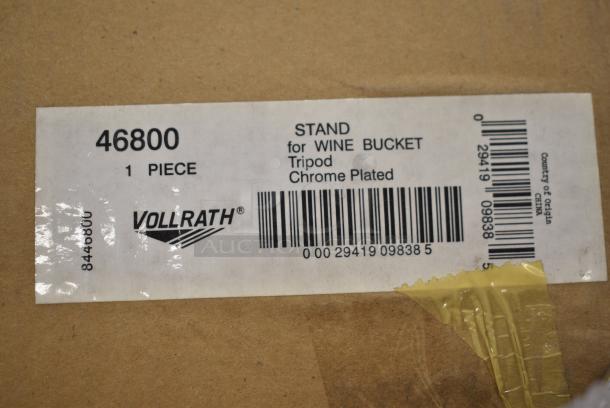 46800
1 PIECE
8446800
VOLLRATH®
STAND
for WINE BUCKET
Tripod
Chrome Plated
0 00 29419 09838 5
0 29419 09838 5
Country of Origin
CHINA